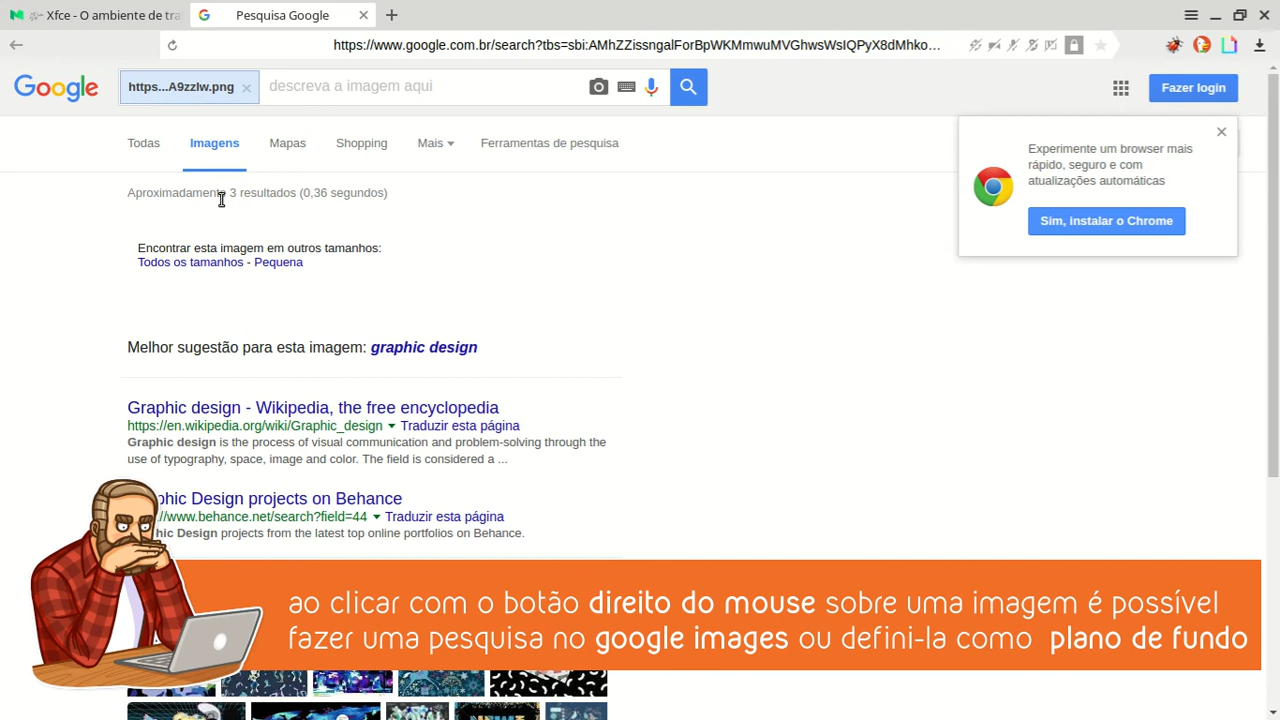 Xfce - O ambiente de tra
Pesquisa Google
https://www.google.com.br/search?tbs=sbi:AMhZZissngalForBpWKMmwuMVGhwsWsIQPyX8dMhko...
Google
https...A9zzlw.png
descreva a imagem aqui
Fazer login
Todas
Imagens
Mapas
Shopping
Mais
Ferramentas de pesquisa
Experimente um browser mais
rápido, seguro e com
atualizações automáticas
Sim, instalar o Chrome
Aproximadamente 3 resultados (0,36 segundos)
Encontrar esta imagem em outros tamanhos:
Todos os tamanhos - Pequena
Melhor sugestão para esta imagem: graphic design
Graphic design - Wikipedia, the free encyclopedia
https://en.wikipedia.org/wiki/Graphic_design Traduzir esta página
Graphic design is the process of visual communication and problem-solving through the
use of typography, space, image and color. The field is considered a ...
phic Design projects on Behance
://www.behance.net/search?field=44 Traduzir esta página
hic Design projects from the latest top online portfolios on Behance.
ao clicar com o botão direito do mouse sobre uma imagem é possível
fazer uma pesquisa no google images ou defini-la como plano de fundo